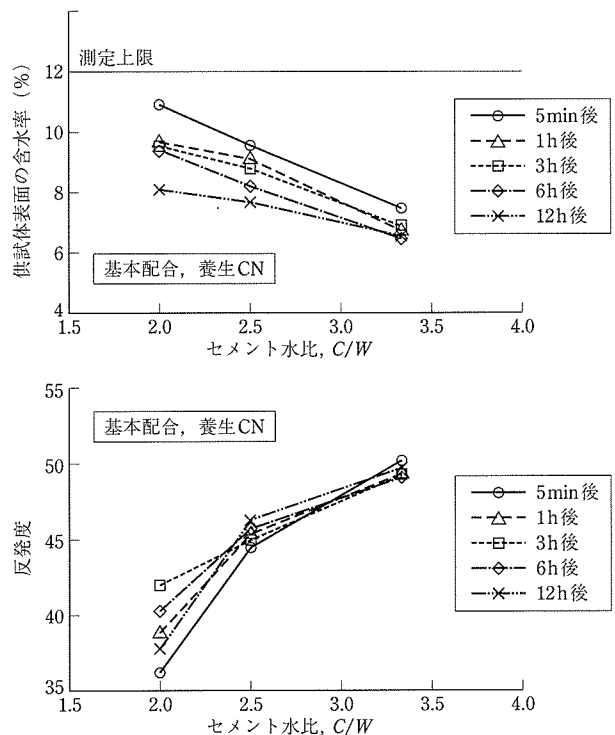 測定上限
12
10
8
6
4
供試体表面の含水率（%）
基本配合，養生CN
1.5 2.0 2.5 3.0 3.5 4.0
セメント水比，C/W
5min後
1h後
3h後
6h後
12h後
55
50
45
40
35
反発度
基本配合，養生CN
1.5 2.0 2.5 3.0 3.5 4.0
セメント水比，C/W
5min後
1h後
3h後
6h後
12h後